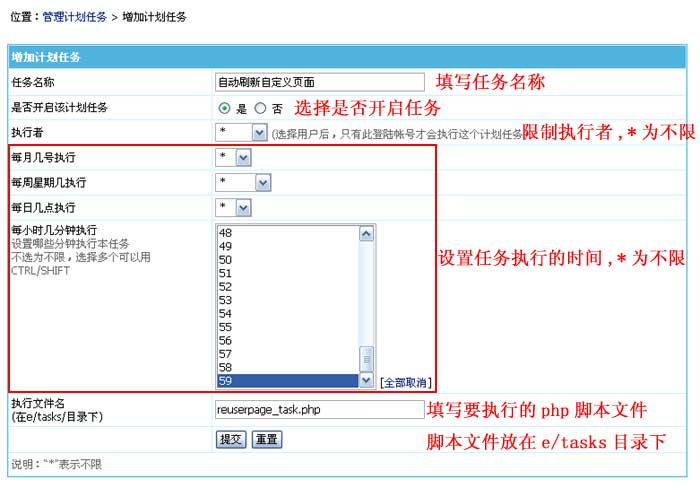 位置：管理计划任务 > 增加计划任务
增加计划任务
任务名称 自动刷新自定义页面 填写任务名称
是否开启该计划任务 是 否 选择是否开启任务
执行者 * (选择用户后，只有此登陆帐号才会执行这个计划任务 限制执行者,*为不限
每月几号执行 *
每周星期几执行 *
每日几点执行 *
每小时几分钟执行
设置哪些分钟执行本任务
不选为不限，选择多个可以用
CTRL/SHIFT
48
49
50
51
52
53
54
55
56
57
58
59
[全部取消]
设置任务执行的时间,*为不限
执行文件名
(在e/tasks/目录下)
reuserpage_task.php
填写要执行的php脚本文件
提交 重置
脚本文件放在e/tasks目录下
说明：“*”表示不限